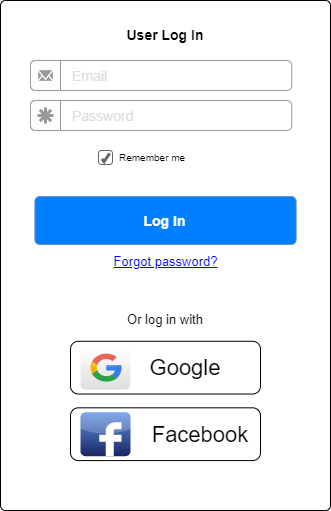 User Log In
Email
Password
Remember me
Log In
Forgot password?
Or log in with
Google
Facebook